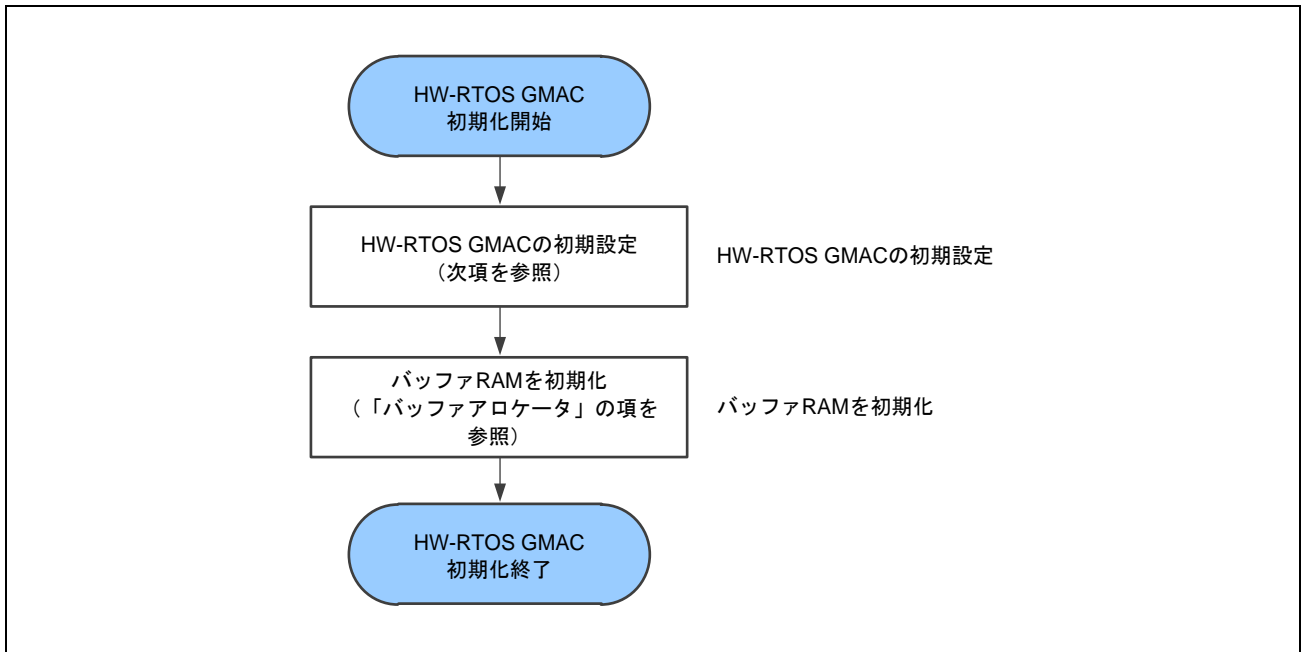 HW-RTOS GMAC
初期化開始
HW-RTOS GMACの初期設定
（次項を参照）
HW-RTOS GMACの初期設定
バッファRAMを初期化
（「バッファアロケータ」の項を
参照）
バッファRAMを初期化
HW-RTOS GMAC
初期化終了